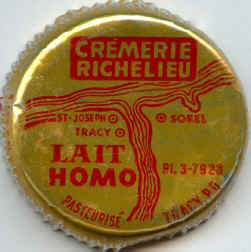 CRÉMERIE
RICHELIEU
ST-JOSEPH
SOREL
TRACY
LAIT
HOMO
PL. 3-7923
PASTEURISÉ
TRACY P.Q.